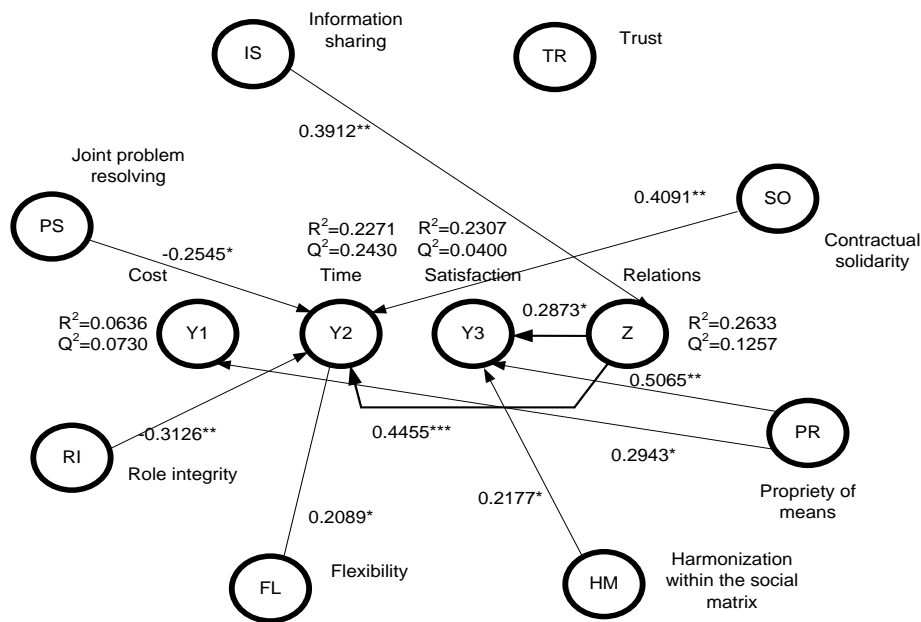 Information
sharing
IS
Trust
TR
0.3912**
Joint problem
resolving
PS
0.4091**
SO
Contractual
solidarity
-0.2545*
R²=0.2271
Q²=0.2430
R²=0.2307
Q²=0.0400
Cost
Time
Satisfaction
Relations
R²=0.0636
Q²=0.0730
Y1
Y2
Y3
0.2873*
Z
R²=0.2633
Q²=0.1257
0.5065**
-0.3126**
0.4455***
0.2943*
PR
RI
Role integrity
Propriety of
means
0.2089*
0.2177*
FL
Flexibility
HM
Harmonization
within the social
matrix